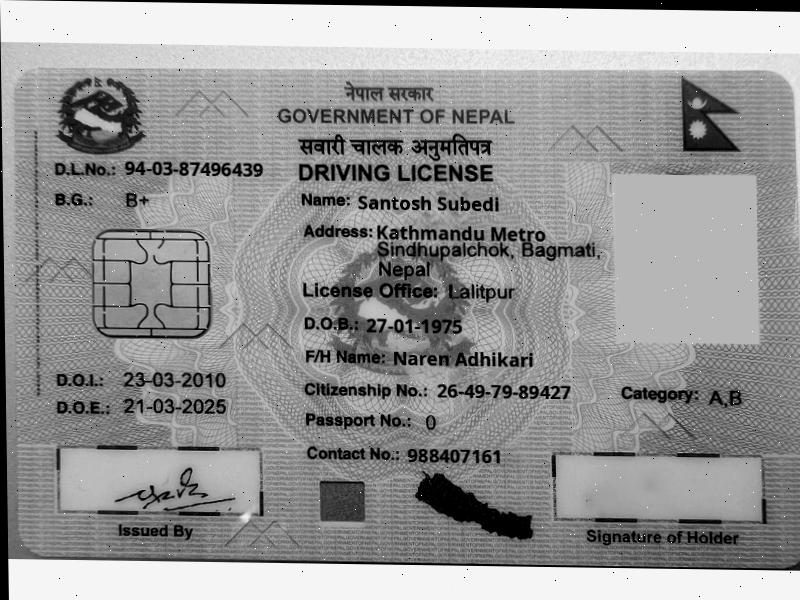 नेपाल सरकार
GOVERNMENT OF NEPAL
सवारी चालक अनुमतिपत्र
DRIVING LICENSE
D.L.No.: 94-03-87496439
B.G.: B+
Name: Santosh Subedi
Address: Kathmandu Metro
Sindhupalchok, Bagmati,
Nepal
License Office: Lalitpur
D.O.B.: 27-01-1975
F/H Name: Naren Adhikari
D.O.I.: 23-03-2010
Citizenship No.: 26-49-79-89427
Category: A,B
D.O.E.: 21-03-2025
Passport No.: 0
Contact No.: 988407161
Issued By
Signature of Holder